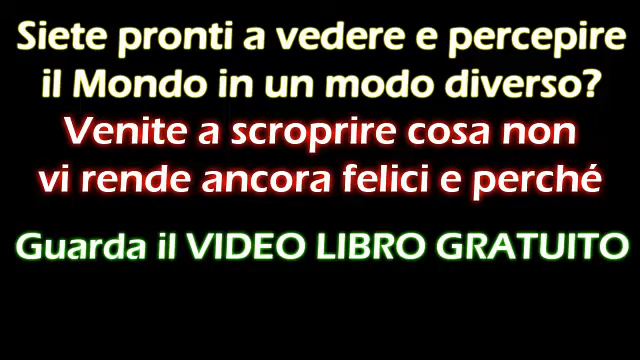 Siete pronti a vedere e percepire
il Mondo in un modo diverso?
Venite a scroprire cosa non
vi rende ancora felici e perché
Guarda il VIDEO LIBRO GRATUITO